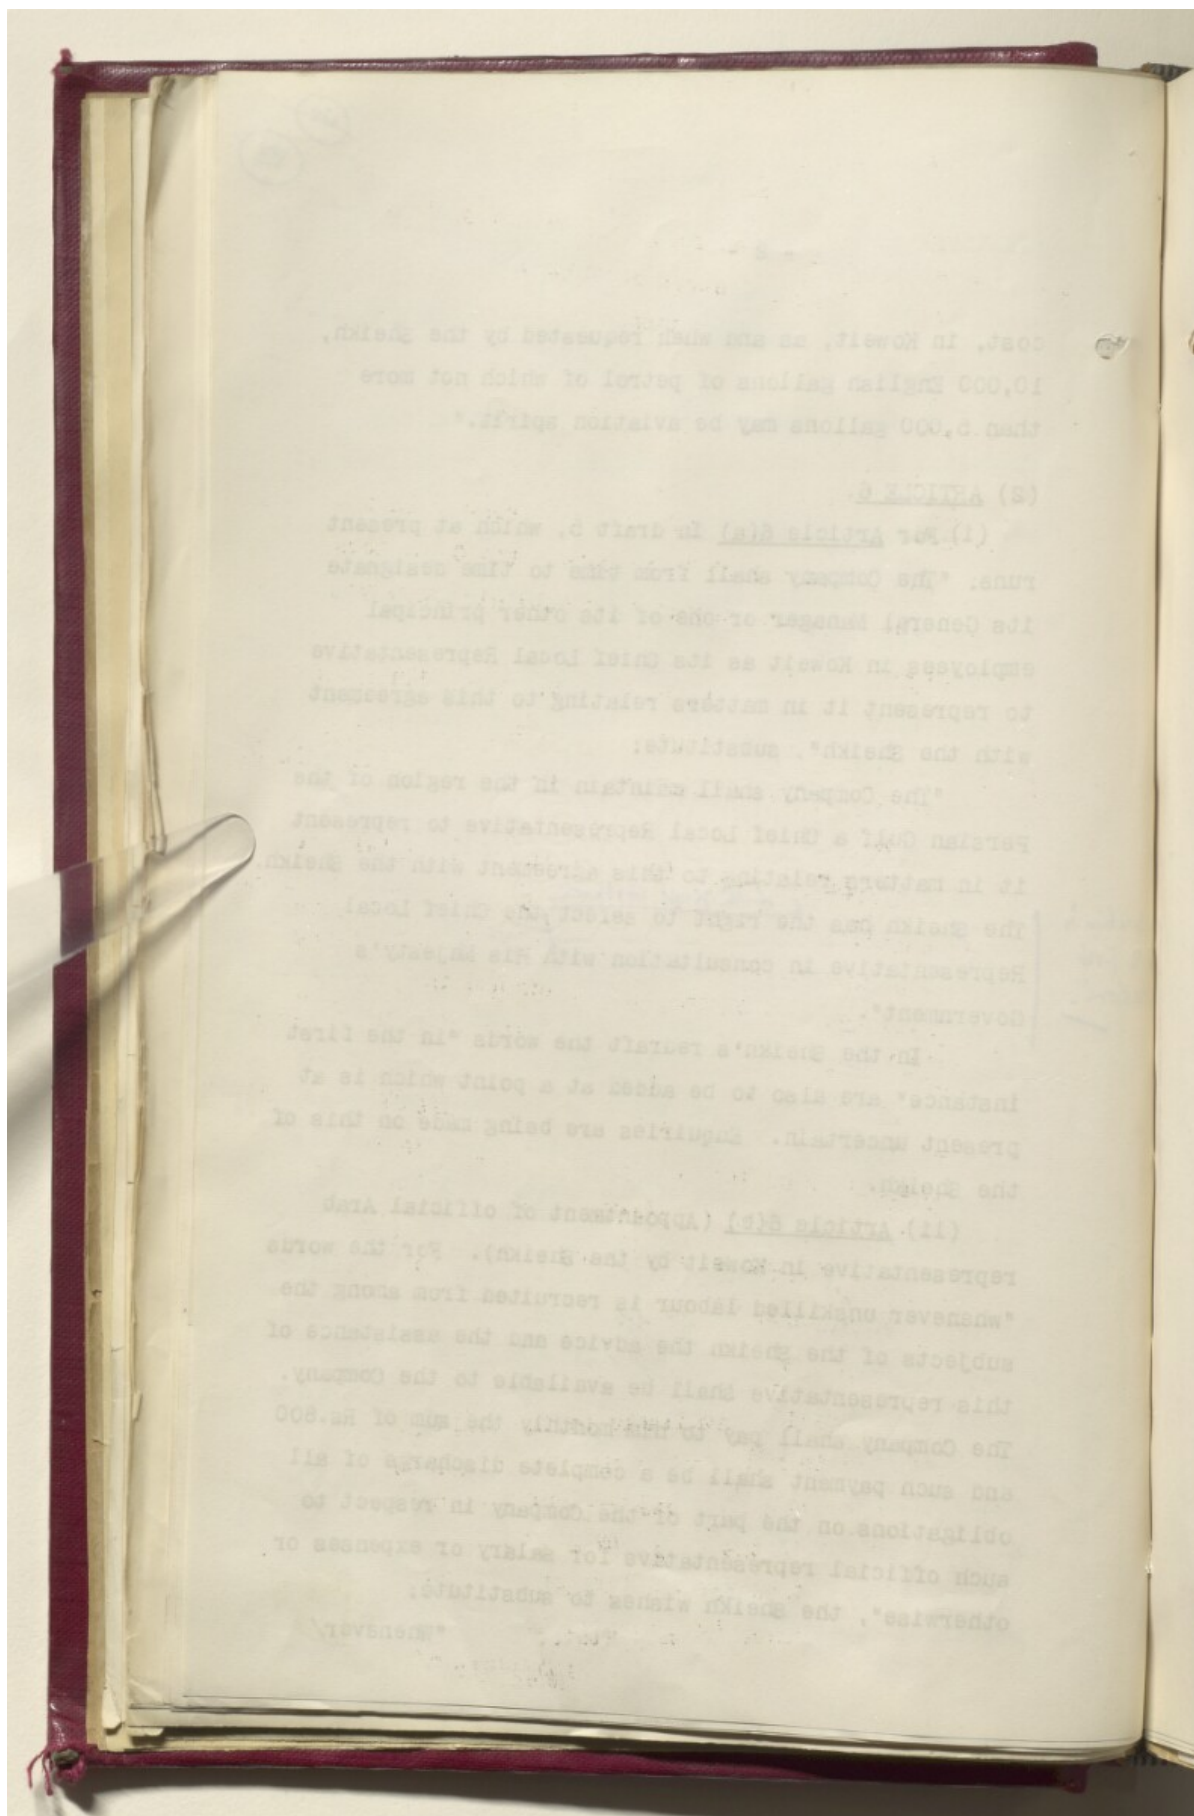 - 2 -
cost, in Koweit, as and when requested by the Sheikh,
10,000 English gallons of petrol of which not more
than 5,000 gallons may be aviation spirit."
(2) ARTICLE 6.
(i) For Article 6(a) in draft 5, which at present
runs: "The Company shall from time to time designate
its General Manager or one of its other principal
employees in Koweit as its Chief Local Representative
to represent it in matters relating to this agreement
with the Sheikh", substitute:
"The Company shall maintain in the region of the
Persian Gulf a Chief Local Representative to represent
it in matters relating to this agreement with the Sheikh.
The Sheikh has the right to select the Chief Local
Representative in consultation with His Majesty's
Government".
In the Sheikh's redraft the words "in the first
instance" are also to be added at a point which is at
present uncertain. Enquiries are being made on this of
the Sheikh.
(ii) Article 6(b) (Appointment of official Arab
representative in Koweit by the Sheikh). For the words
"whenever unskilled labour is recruited from among the
subjects of the Sheikh the advice and the assistance of
this representative shall be available to the Company.
The Company shall pay to him monthly the sum of Rs.800
and such payment shall be a complete discharge of all
obligations on the part of the Company in respect to
such official representative for salary or expenses or
otherwise", the Sheikh wishes to substitute:
"Whenever/